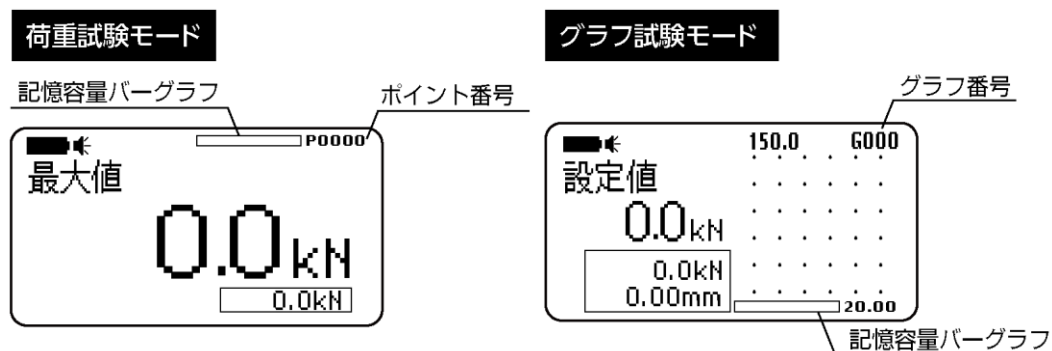 荷重試験モード
記憶容量バーグラフ
ポイント番号
P0000
最大値
0.0kN
0.0kN
グラフ試験モード
グラフ番号
150.0
G000
設定値
0.0kN
0.0kN
0.00mm
20.00
記憶容量バーグラフ